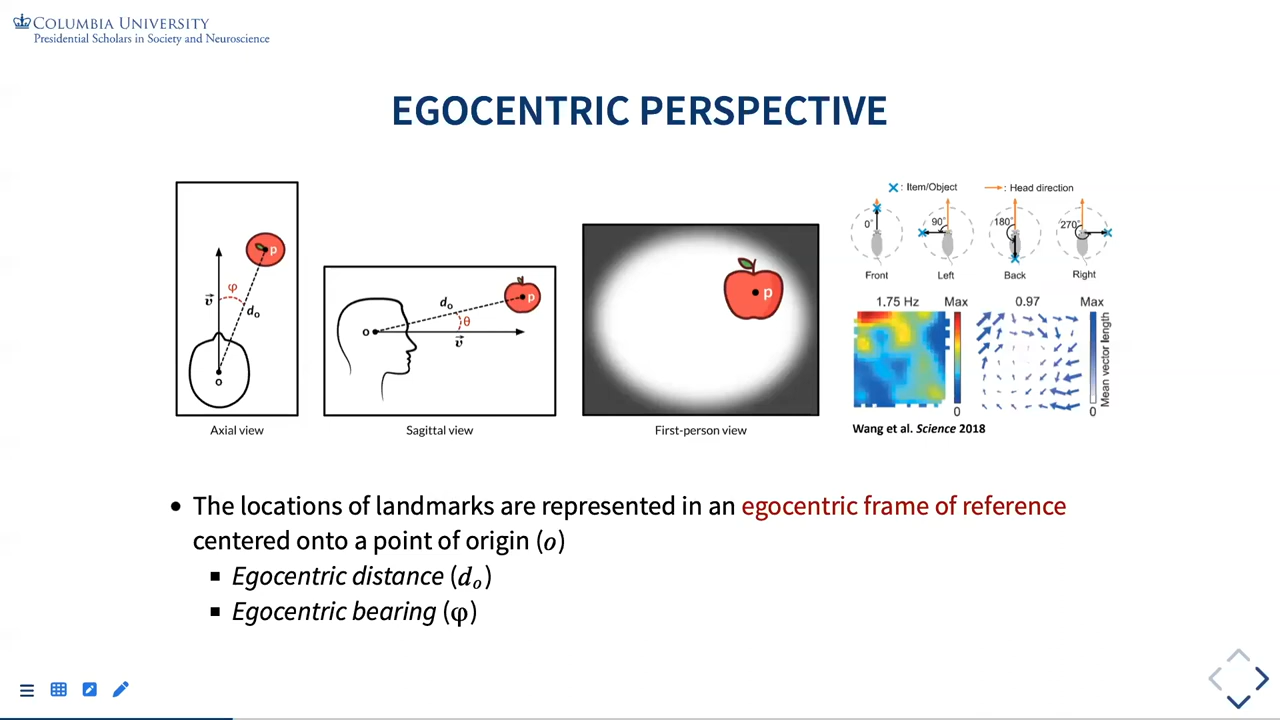 COLUMBIA UNIVERSITY
Presidential Scholars in Society and Neuroscience
EGOCENTRIC PERSPECTIVE
p
φ
v
d_o
o
Axial view
d_o
p
θ
o
v
Sagittal view
p
First-person view
: Item/Object
: Head direction
0°
90°
180°
270°
Front
Left
Back
Right
1.75 Hz
Max
0.97
Max
Mean vector length
0
0
Wang et al. Science 2018
• The locations of landmarks are represented in an egocentric frame of reference
centered onto a point of origin (o)
▪ Egocentric distance (d_o)
▪ Egocentric bearing (φ)